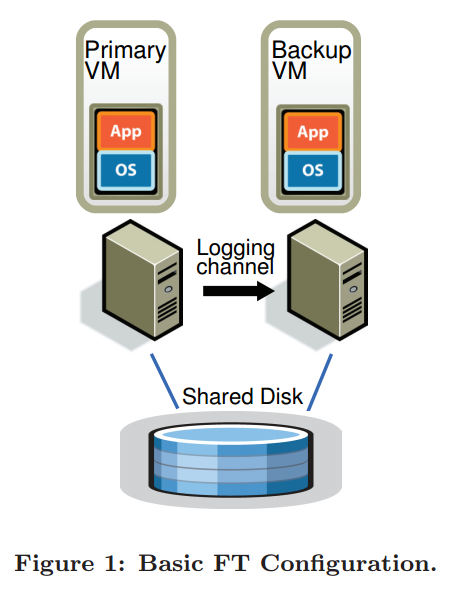 Primary
VM
Backup
VM
App
OS
App
OS
Logging
channel
Shared Disk
Figure 1: Basic FT Configuration.